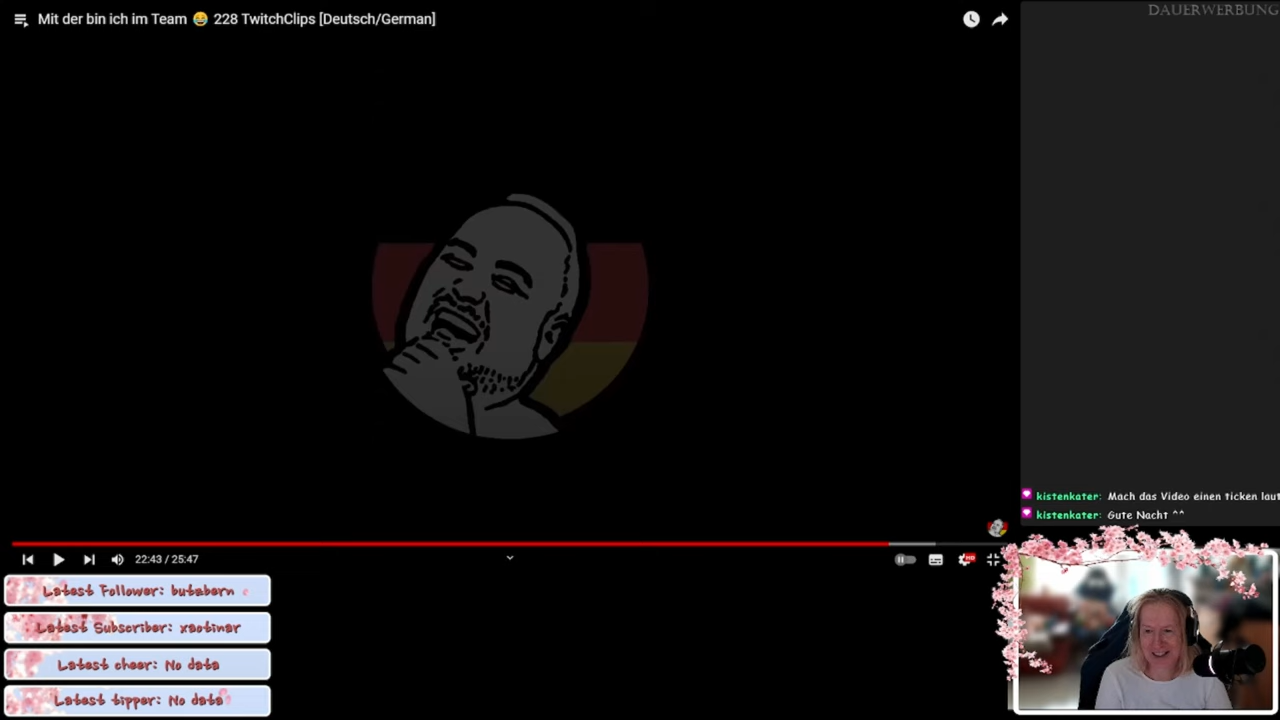 Mit der bin ich im Team 😂 228 TwitchClips [Deutsch/German]
DAUERWERBUNG
kistenkater: Mach das Video einen ticken laut
kistenkater: Gute Nacht ^^
22:43 / 25:47
HD
Latest Follower: butzbern
Latest Subscriber: xaotinar
Latest cheer: No data
Latest tipper: No data